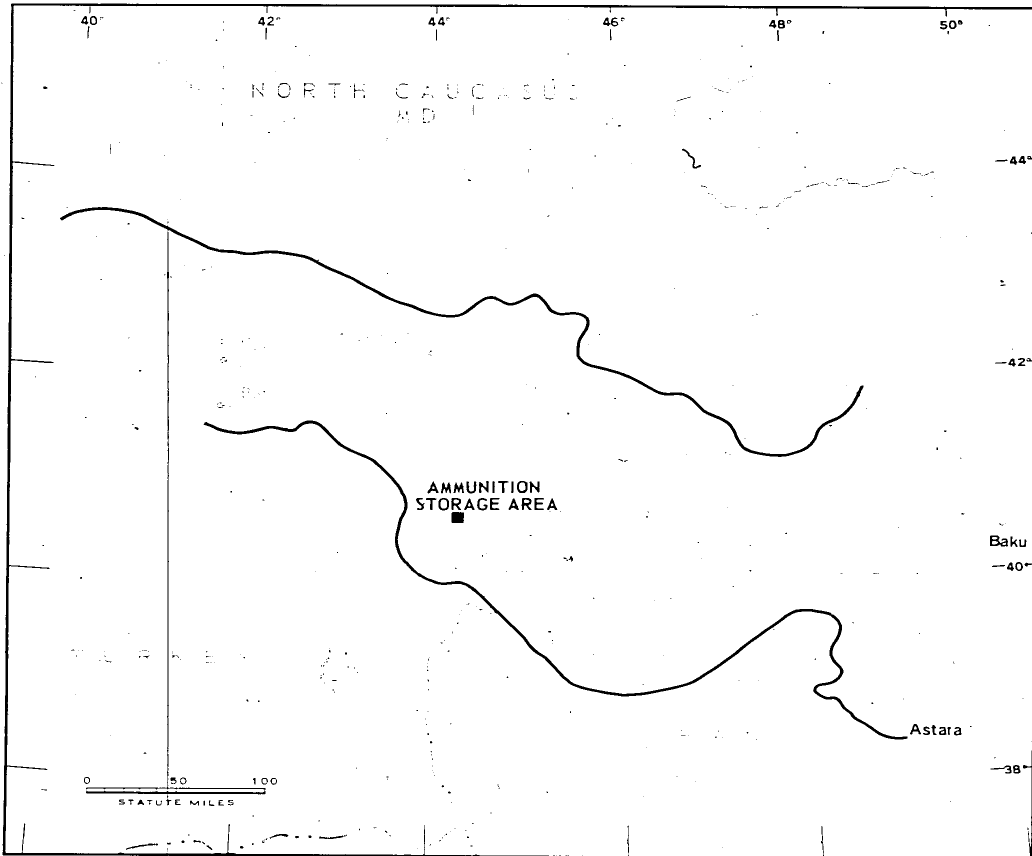 40° 42° 44° 46° 48° 50°
NORTH CAUCASUS
MD
44°
42°
AMMUNITION
STORAGE AREA
Baku
40°
TURKEY
Astara
38°
0 50 100
STATUTE MILES